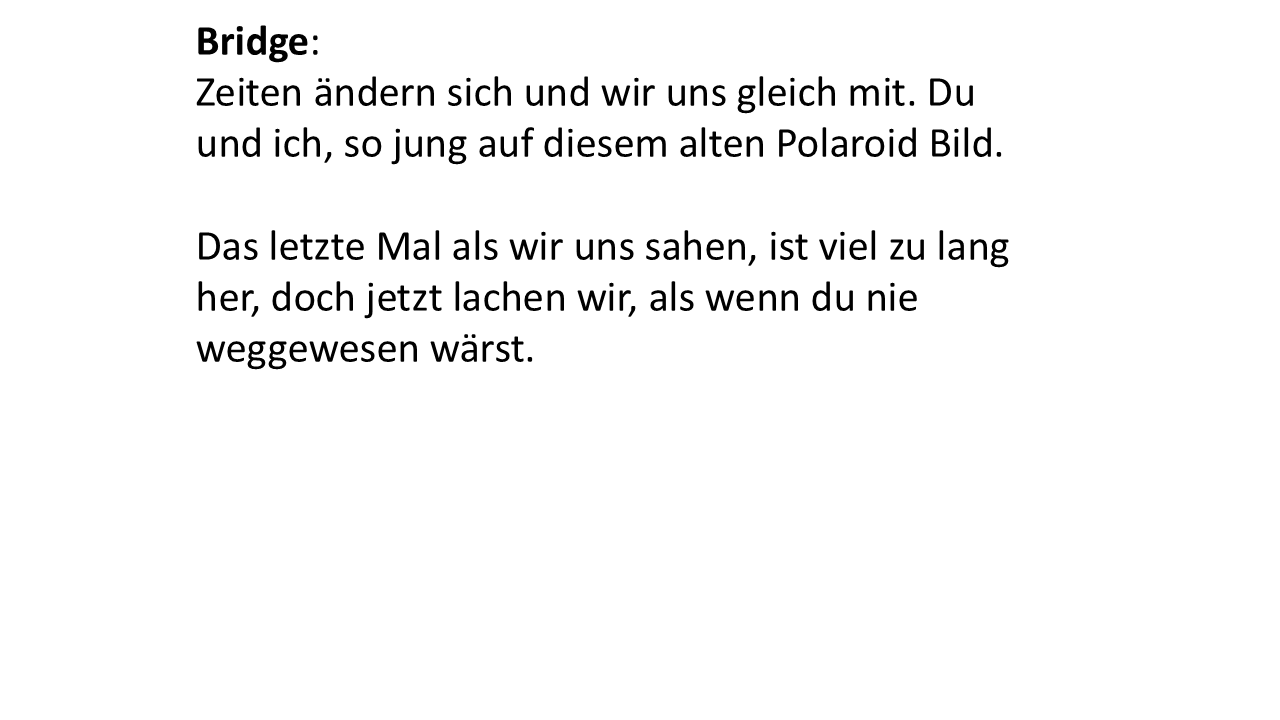 Bridge:
Zeiten ändern sich und wir uns gleich mit. Du
und ich, so jung auf diesem alten Polaroid Bild.
Das letzte Mal als wir uns sahen, ist viel zu lang
her, doch jetzt lachen wir, als wenn du nie
weggewesen wärst.